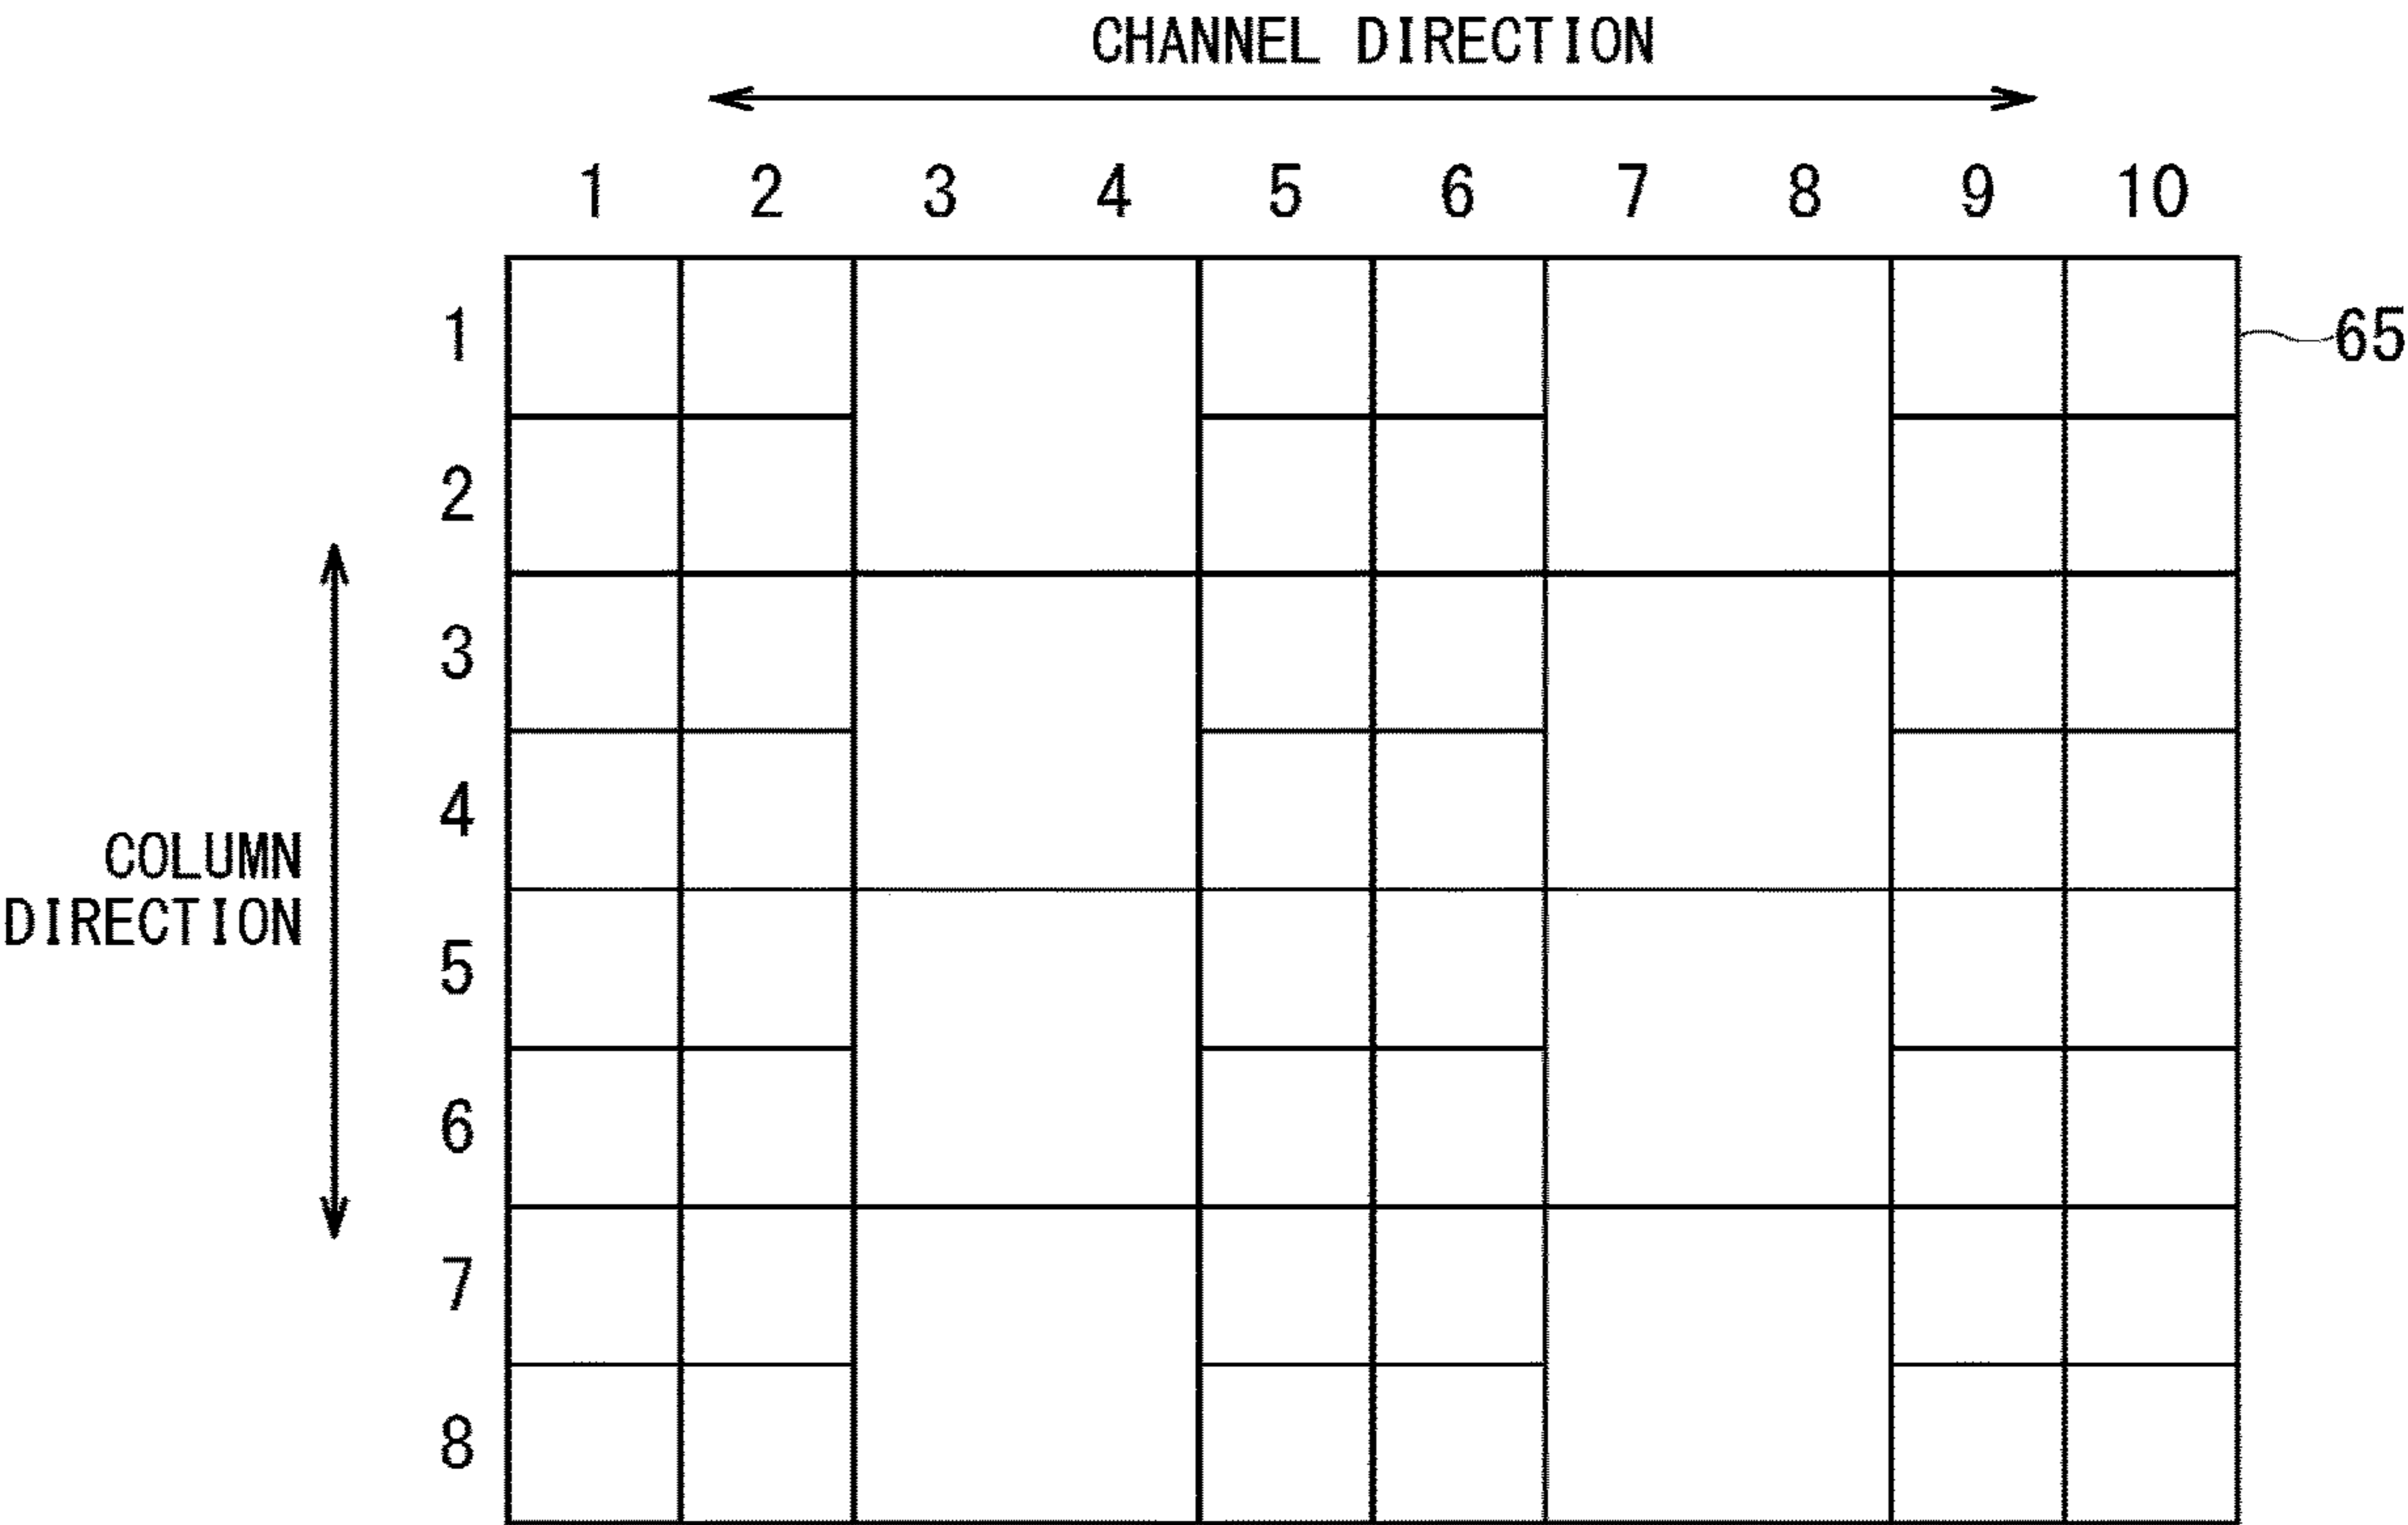 CHANNEL DIRECTION
1 2 3 4 5 6 7 8 9 10
1
65
2
3
4
COLUMN
DIRECTION
5
6
7
8